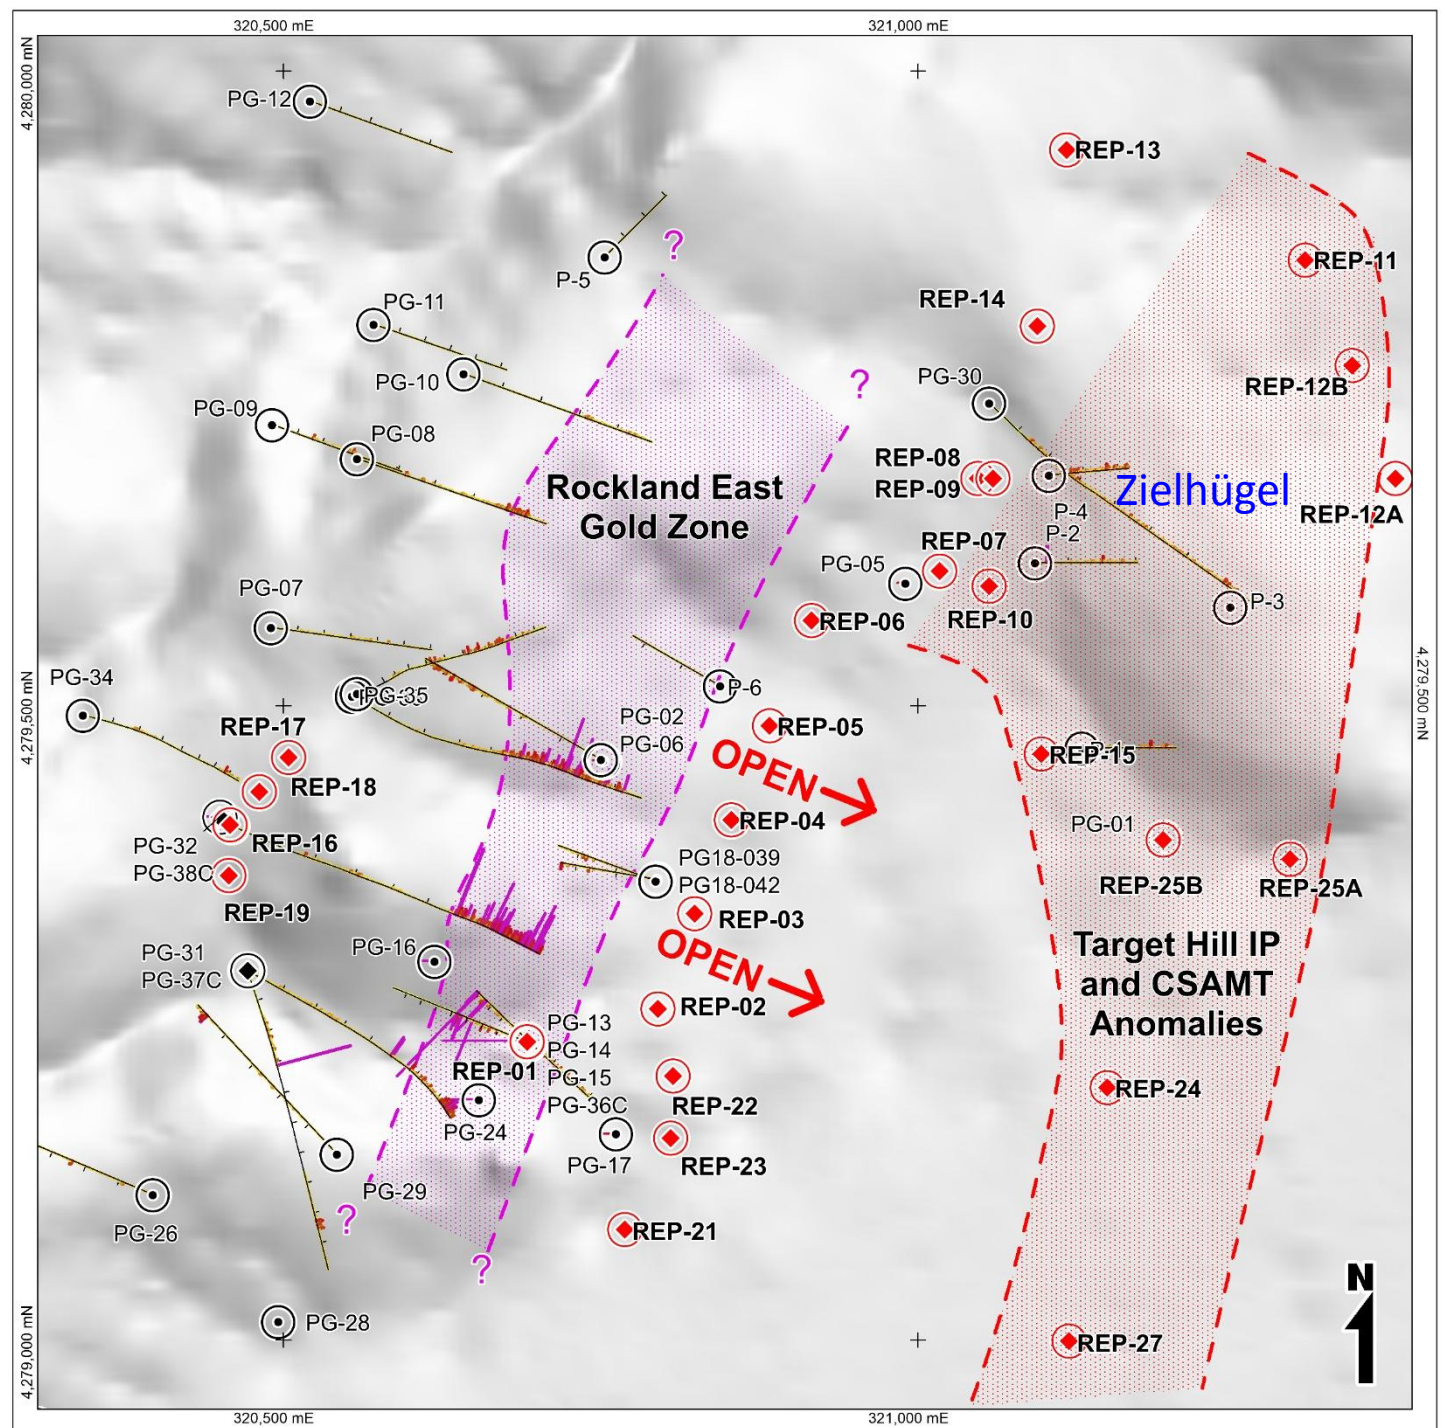 320,500 mE
321,000 mE
4,280,000 mN
PG-12
REP-13
P-5
?
REP-11
PG-11
REP-14
PG-10
?
PG-30
REP-12B
PG-09
PG-08
REP-08
REP-09
Rockland East
Gold Zone
Zielhügel
P-4
REP-12A
P-2
REP-07
PG-05
PG-07
REP-10
P-3
REP-06
PG-34
PG-35
P-6
4,279,500 mN
4,279,500 mN
REP-17
PG-02
PG-06
REP-05
REP-15
OPEN
REP-18
REP-04
PG-01
PG-32
PG-38C
REP-16
PG18-039
PG18-042
REP-25B
REP-25A
REP-19
REP-03
PG-31
PG-37C
PG-16
OPEN
Target Hill IP
and CSAMT
Anomalies
REP-02
PG-13
PG-14
PG-15
PG-36C
REP-01
REP-24
REP-22
PG-24
PG-17
REP-23
PG-29
?
PG-26
REP-21
?
N
PG-28
REP-27
4,279,000 mN
320,500 mE
321,000 mE